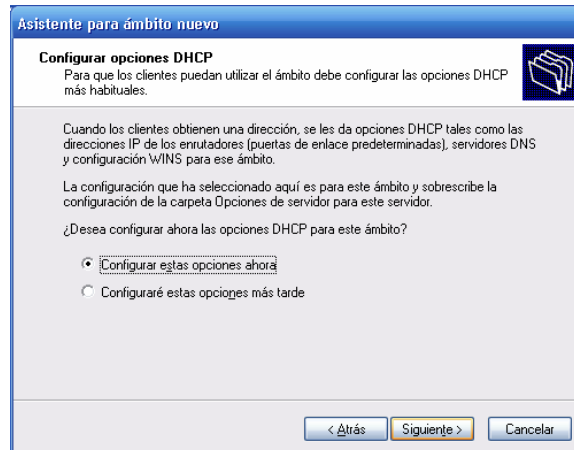 Asistente para ámbito nuevo
Configurar opciones DHCP
Para que los clientes puedan utilizar el ámbito debe configurar las opciones DHCP
más habituales.
Cuando los clientes obtienen una dirección, se les da opciones DHCP tales como las
direcciones IP de los enrutadores (puertas de enlace predeterminadas), servidores DNS
y configuración WINS para ese ámbito.
La configuración que ha seleccionado aquí es para este ámbito y sobrescribe la
configuración de la carpeta Opciones de servidor para este servidor.
¿Desea configurar ahora las opciones DHCP para este ámbito?
Configurar estas opciones ahora
Configuraré estas opciones más tarde
< Atrás Siguiente > Cancelar